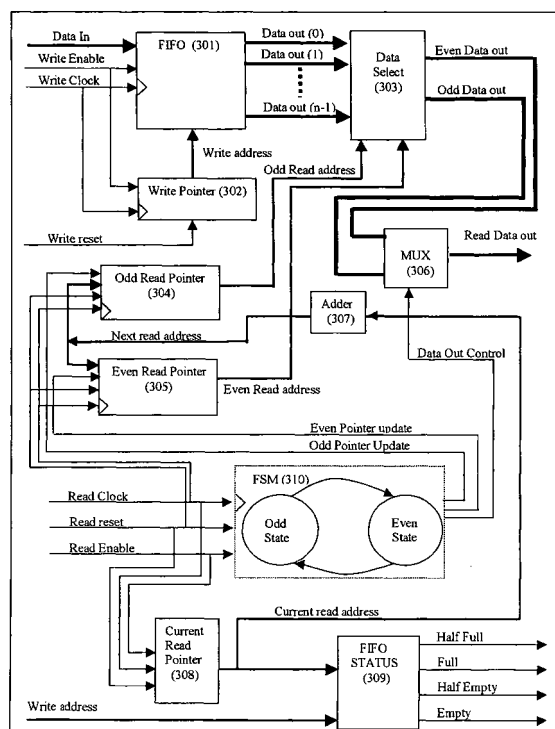 Data In
FIFO (301)
Data out (0)
Write Enable
Data out (1)
Write Clock
Data out (n-1)
Data
Select
(303)
Even Data out
Odd Data out
Write address
Odd Read address
Write Pointer (302)
Write reset
MUX
(306)
Read Data out
Odd Read Pointer
(304)
Adder
(307)
Next read address
Data Out Control
Even Read Pointer
(305)
Even Read address
Even Pointer update
Odd Pointer Update
FSM (310)
Read Clock
Read reset
Read Enable
Odd
State
Even
State
Current read address
Current
Read
Pointer
(308)
FIFO
STATUS
(309)
Half Full
Full
Half Empty
Empty
Write address